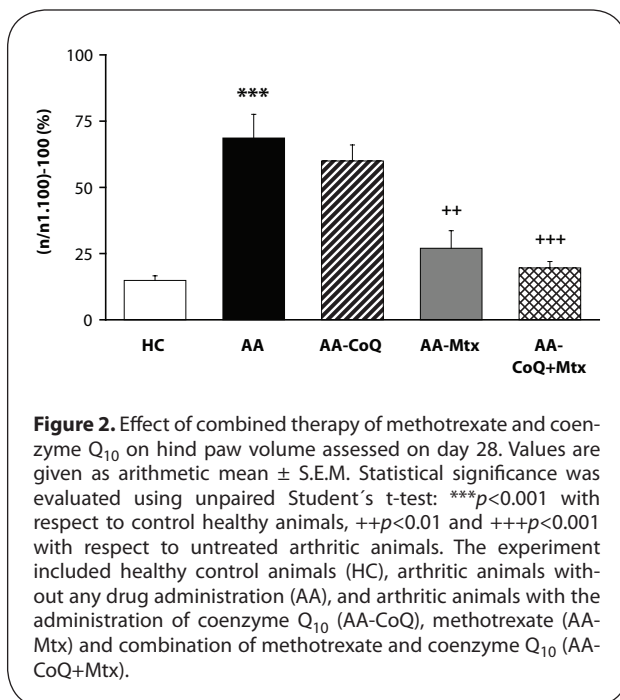 100
75
50
25
0
(n/n1.100)-100 (%)
***
++
+++
HC AA AA-CoQ AA-Mtx AA-
CoQ+Mtx
Figure 2. Effect of combined therapy of methotrexate and coen-
zyme Q10 on hind paw volume assessed on day 28. Values are
given as arithmetic mean ± S.E.M. Statistical significance was
evaluated using unpaired Student´s t-test: ***p<0.001 with
respect to control healthy animals, ++p<0.01 and +++p<0.001
with respect to untreated arthritic animals. The experiment
included healthy control animals (HC), arthritic animals with-
out any drug administration (AA), and arthritic animals with the
administration of coenzyme Q10 (AA-CoQ), methotrexate (AA-
Mtx) and combination of methotrexate and coenzyme Q10 (AA-
CoQ+Mtx).